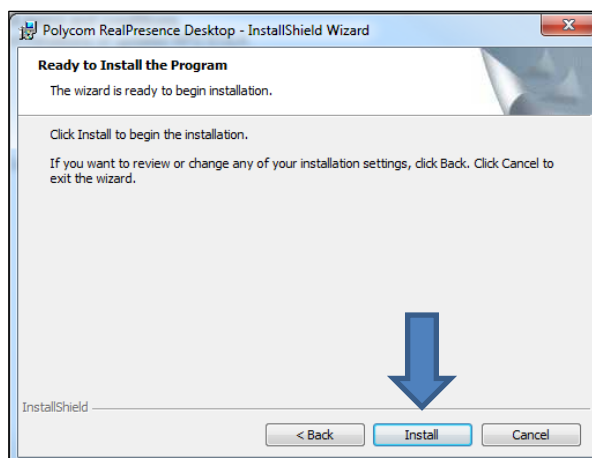 Polycom RealPresence Desktop - InstallShield Wizard
Ready to Install the Program
The wizard is ready to begin installation.
Click Install to begin the installation.
If you want to review or change any of your installation settings, click Back. Click Cancel to
exit the wizard.
InstallShield
< Back Install Cancel